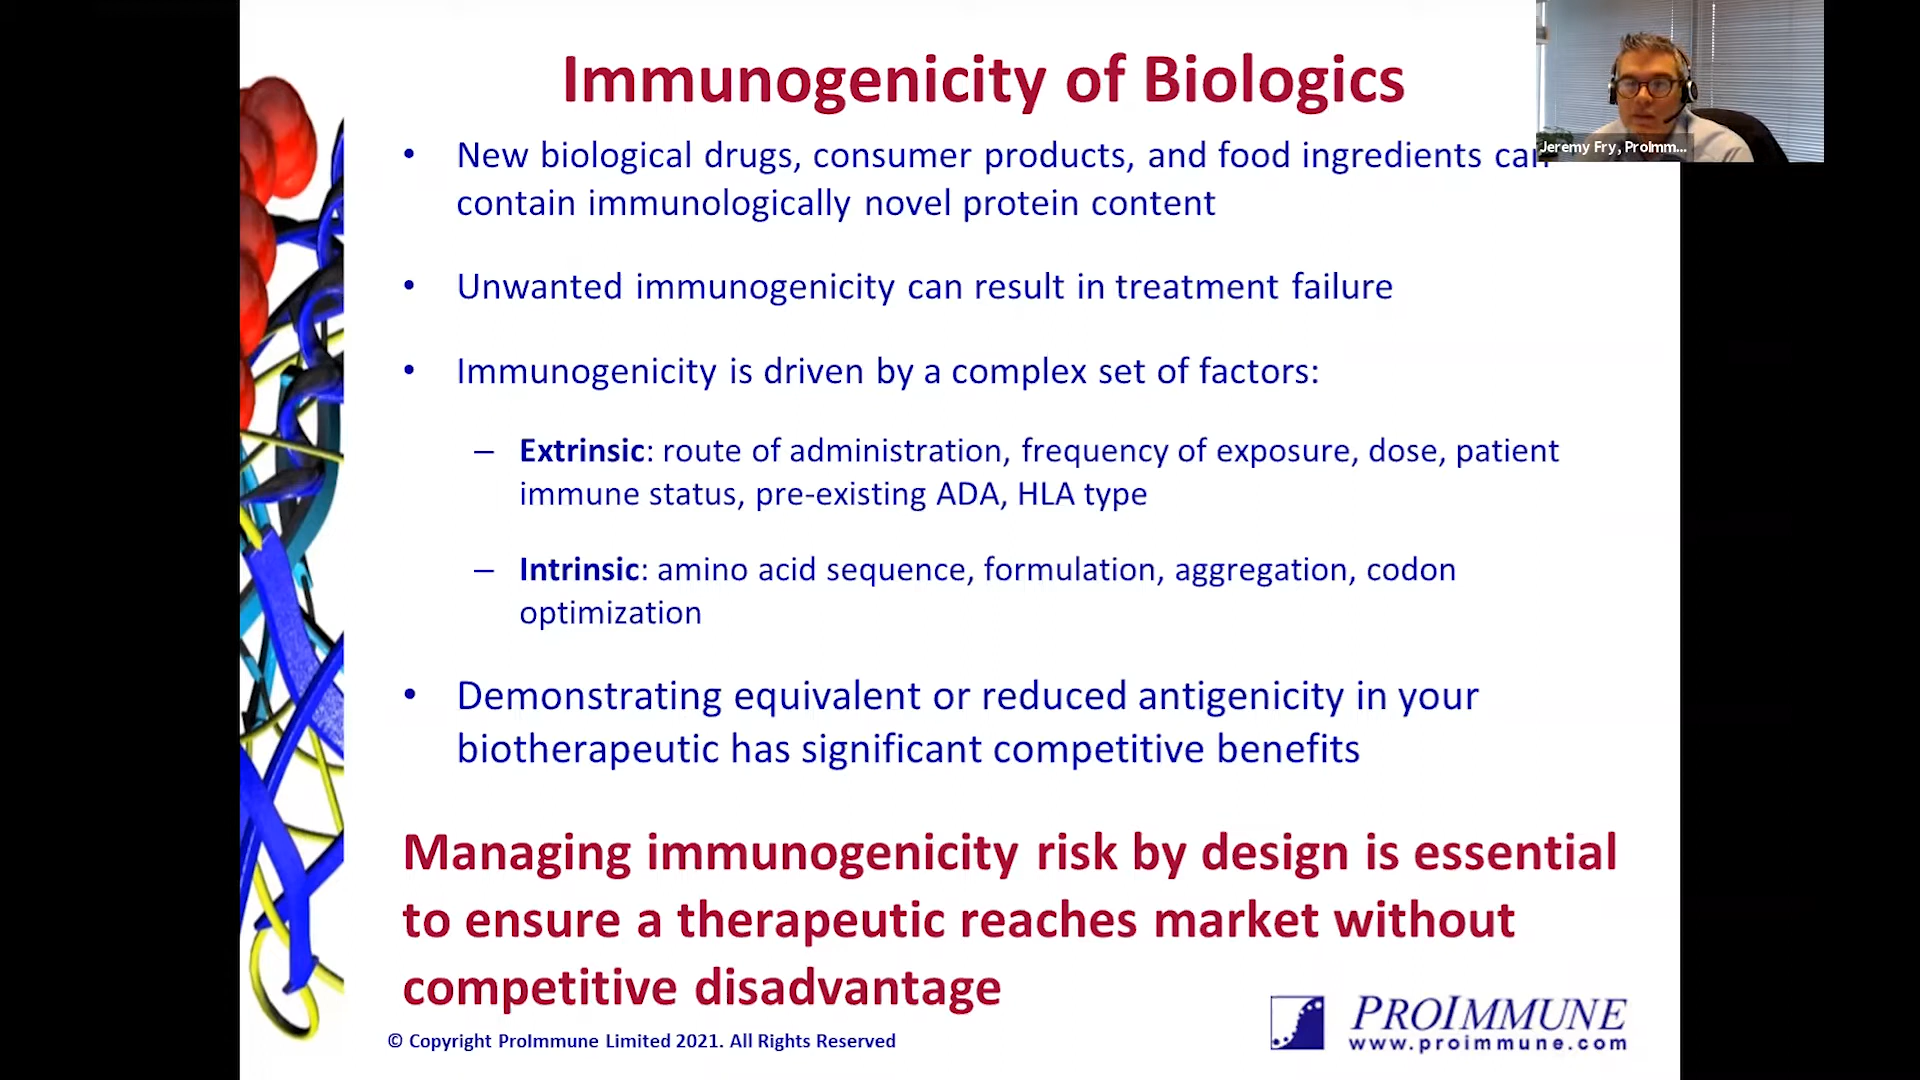 Immunogenicity of Biologics
Jeremy Fry, ProImm...
• New biological drugs, consumer products, and food ingredients can
contain immunologically novel protein content
• Unwanted immunogenicity can result in treatment failure
• Immunogenicity is driven by a complex set of factors:
– Extrinsic: route of administration, frequency of exposure, dose, patient
immune status, pre-existing ADA, HLA type
– Intrinsic: amino acid sequence, formulation, aggregation, codon
optimization
• Demonstrating equivalent or reduced antigenicity in your
biotherapeutic has significant competitive benefits
Managing immunogenicity risk by design is essential
to ensure a therapeutic reaches market without
competitive disadvantage
© Copyright ProImmune Limited 2021. All Rights Reserved
PROIMMUNE
www.proimmune.com